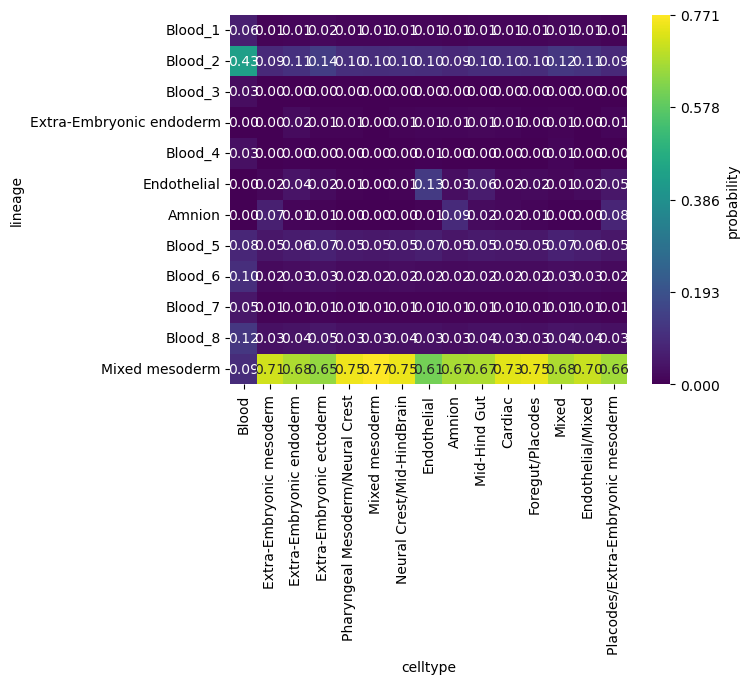 Blood_1 0.06 0.01 0.01 0.02 0.01 0.01 0.01 0.01 0.01 0.01 0.01 0.01 0.01 0.01 0.01
Blood_2 0.43 0.09 0.11 0.14 0.10 0.10 0.10 0.10 0.09 0.10 0.10 0.10 0.12 0.11 0.09
Blood_3 0.03 0.00 0.00 0.00 0.00 0.00 0.00 0.00 0.00 0.00 0.00 0.00 0.00 0.00 0.00
Extra-Embryonic endoderm 0.00 0.00 0.02 0.01 0.01 0.00 0.00 0.01 0.01 0.01 0.00 0.01 0.01 0.00 0.01
Blood_4 0.03 0.00 0.00 0.00 0.00 0.00 0.00 0.01 0.00 0.00 0.00 0.00 0.01 0.00 0.00
Endothelial 0.00 0.02 0.04 0.02 0.01 0.00 0.01 0.13 0.03 0.06 0.02 0.02 0.01 0.02 0.05
Amnion 0.00 0.07 0.01 0.01 0.00 0.00 0.00 0.01 0.09 0.02 0.02 0.01 0.00 0.00 0.08
Blood_5 0.08 0.05 0.06 0.07 0.05 0.05 0.05 0.07 0.05 0.05 0.05 0.05 0.07 0.06 0.05
Blood_6 0.10 0.02 0.03 0.03 0.02 0.02 0.02 0.02 0.02 0.02 0.02 0.02 0.03 0.03 0.02
Blood_7 0.05 0.01 0.01 0.01 0.01 0.01 0.01 0.01 0.01 0.01 0.01 0.01 0.01 0.01 0.01
Blood_8 0.12 0.03 0.04 0.05 0.03 0.03 0.04 0.03 0.03 0.04 0.03 0.03 0.04 0.04 0.03
Mixed mesoderm 0.09 0.71 0.68 0.65 0.75 0.77 0.75 0.61 0.67 0.67 0.73 0.75 0.68 0.70 0.66
lineage
Blood
Extra-Embryonic mesoderm
Extra-Embryonic endoderm
Extra-Embryonic ectoderm
Pharyngeal Mesoderm/Neural Crest
Mixed mesoderm
Neural Crest/Mid-HindBrain
Endothelial
Amnion
Mid-Hind Gut
Cardiac
Foregut/Placodes
Mixed
Endothelial/Mixed
Placodes/Extra-Embryonic mesoderm
celltype
0.771
0.578
0.386
0.193
0.000
probability